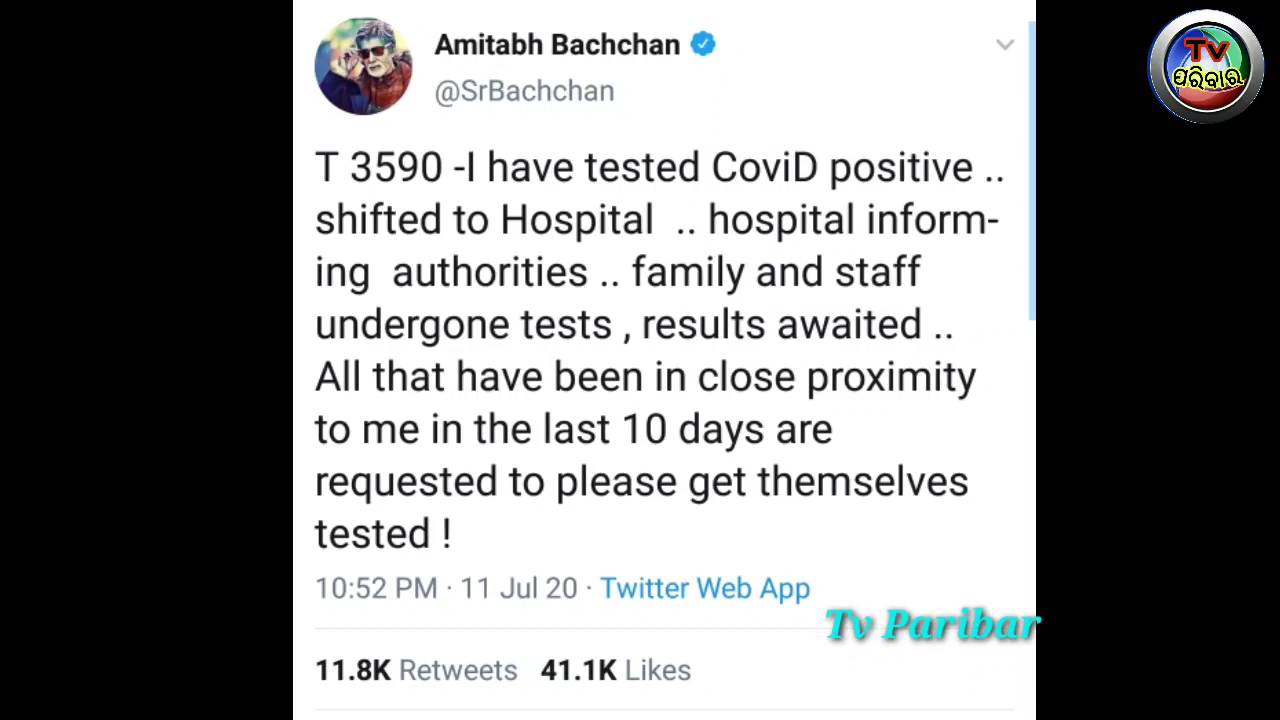 Amitabh Bachchan
@SrBachchan
T 3590 -I have tested CoviD positive ..
shifted to Hospital  .. hospital inform-
ing  authorities .. family and staff
undergone tests , results awaited ..
All that have been in close proximity
to me in the last 10 days are
requested to please get themselves
tested !
10:52 PM · 11 Jul 20 · Twitter Web App
11.8K Retweets 41.1K Likes
Tv Paribar
Tv
ପରିବାର